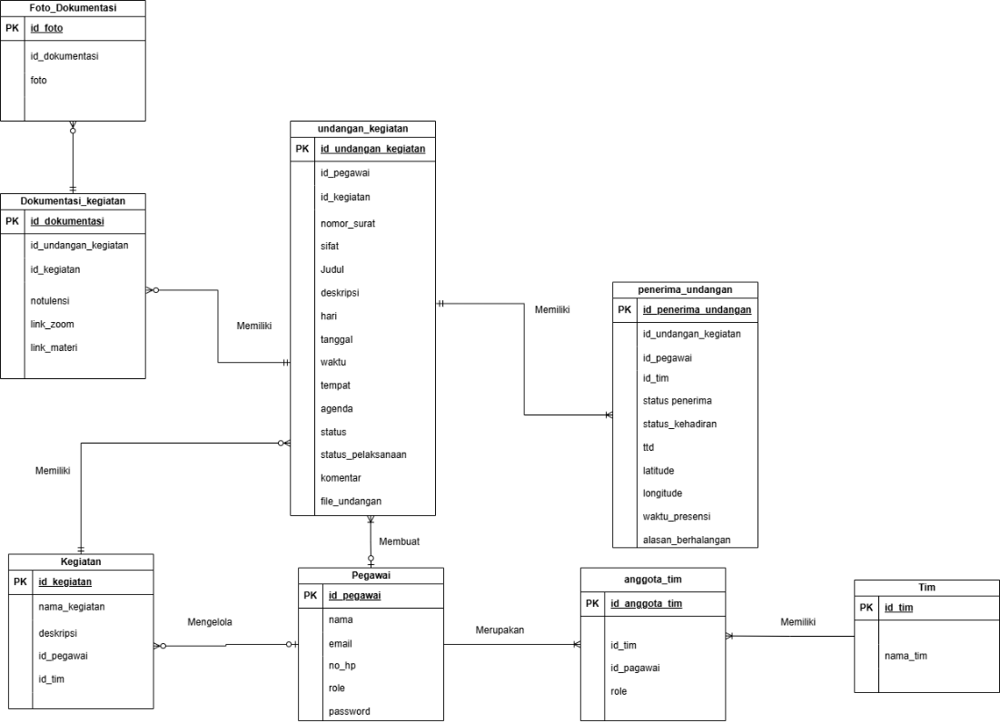 Foto_Dokumentasi
PK id_foto
id_dokumentasi
foto
undangan_kegiatan
PK id_undangan_kegiatan
id_pegawai
id_kegiatan
nomor_surat
sifat
Judul
deskripsi
hari
tanggal
waktu
tempat
agenda
status
status_pelaksanaan
komentar
file_undangan
Dokumentasi_kegiatan
PK id_dokumentasi
id_undangan_kegiatan
id_kegiatan
notulensi
link_zoom
link_materi
Memiliki
Memiliki
penerima_undangan
PK id_penerima_undangan
id_undangan_kegiatan
id_pegawai
id_tim
status penerima
status_kehadiran
ttd
latitude
longitude
waktu_presensi
alasan_berhalangan
Memiliki
Membuat
Kegiatan
PK id_kegiatan
nama_kegiatan
deskripsi
id_pegawai
id_tim
Mengelola
Pegawai
PK id_pegawai
nama
email
no_hp
role
password
Merupakan
anggota_tim
PK id_anggota_tim
id_tim
id_pagawai
role
Memiliki
Tim
PK id_tim
nama_tim